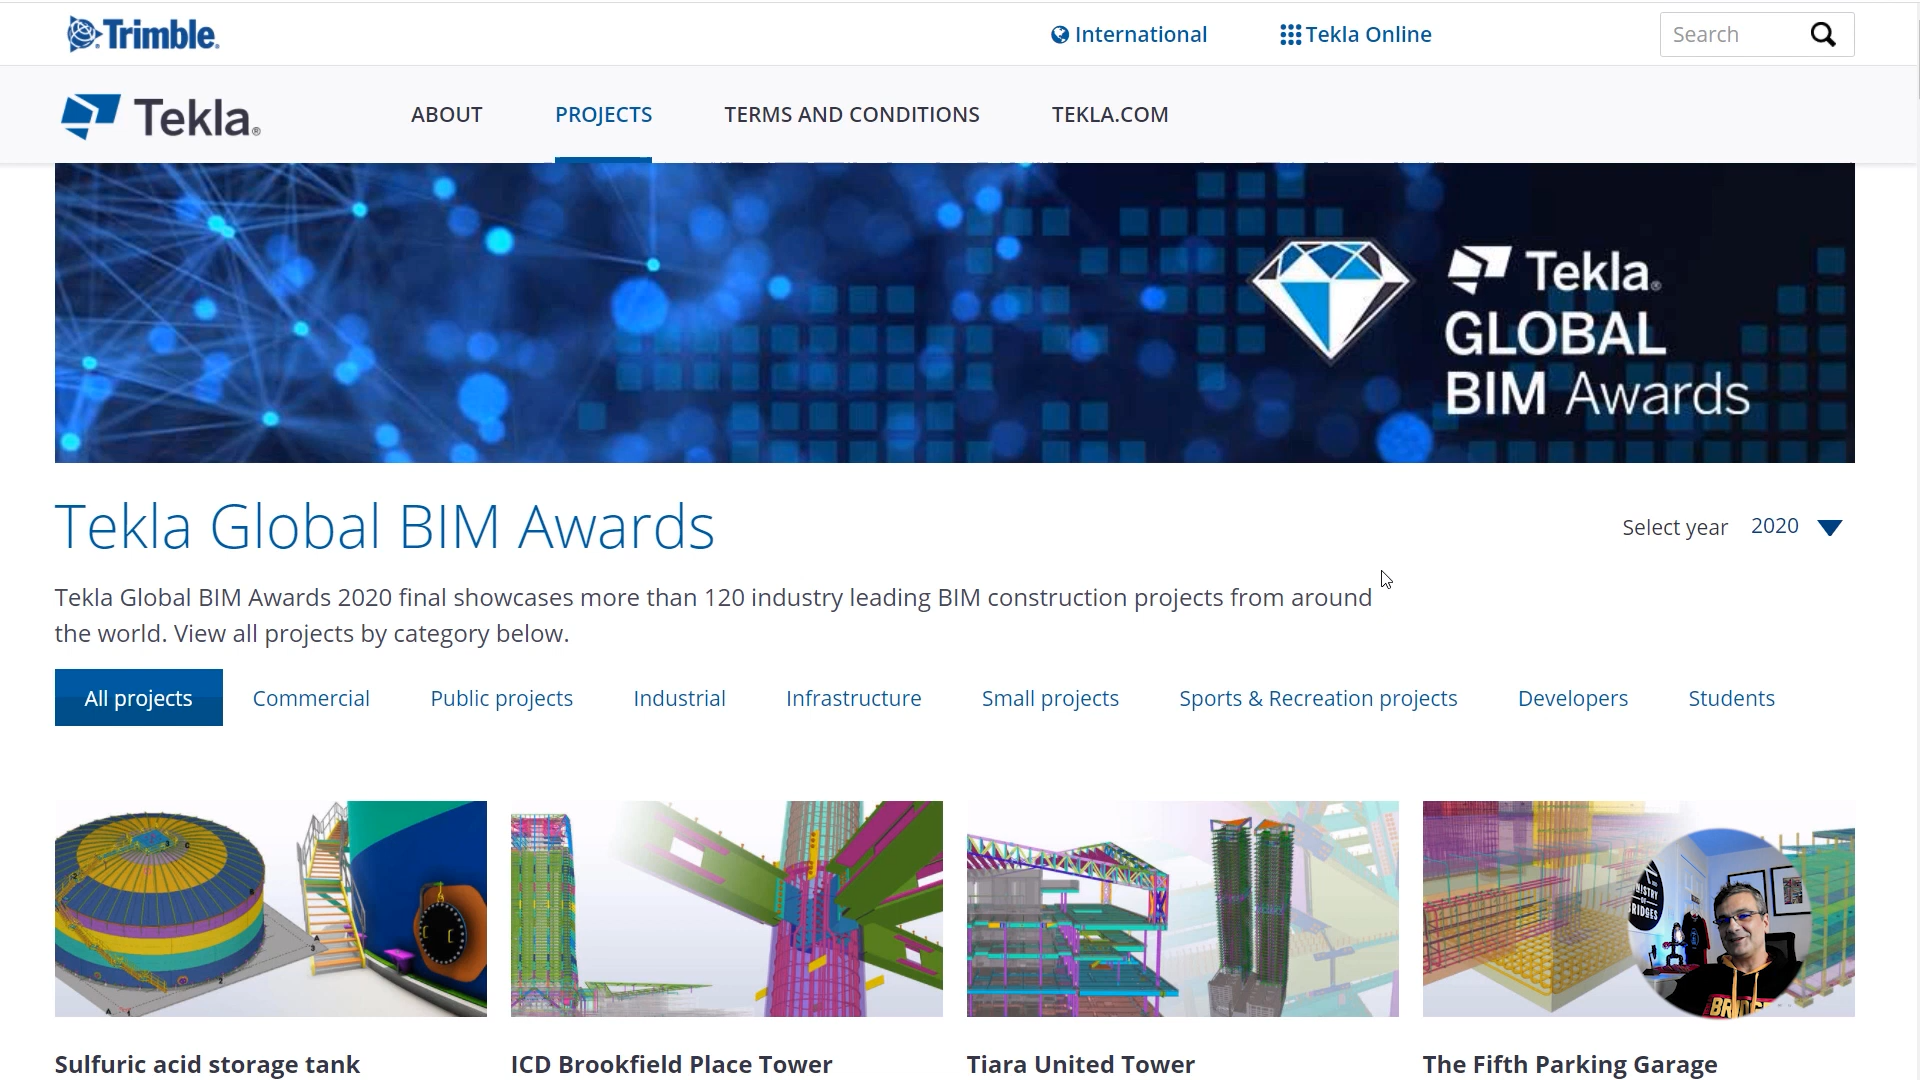 Trimble.
International
Tekla Online
Search
Tekla®
ABOUT
PROJECTS
TERMS AND CONDITIONS
TEKLA.COM
Tekla®
GLOBAL
BIM Awards
Tekla Global BIM Awards
Select year 2020
Tekla Global BIM Awards 2020 final showcases more than 120 industry leading BIM construction projects from around
the world. View all projects by category below.
All projects
Commercial
Public projects
Industrial
Infrastructure
Small projects
Sports & Recreation projects
Developers
Students
Sulfuric acid storage tank
ICD Brookfield Place Tower
Tiara United Tower
The Fifth Parking Garage